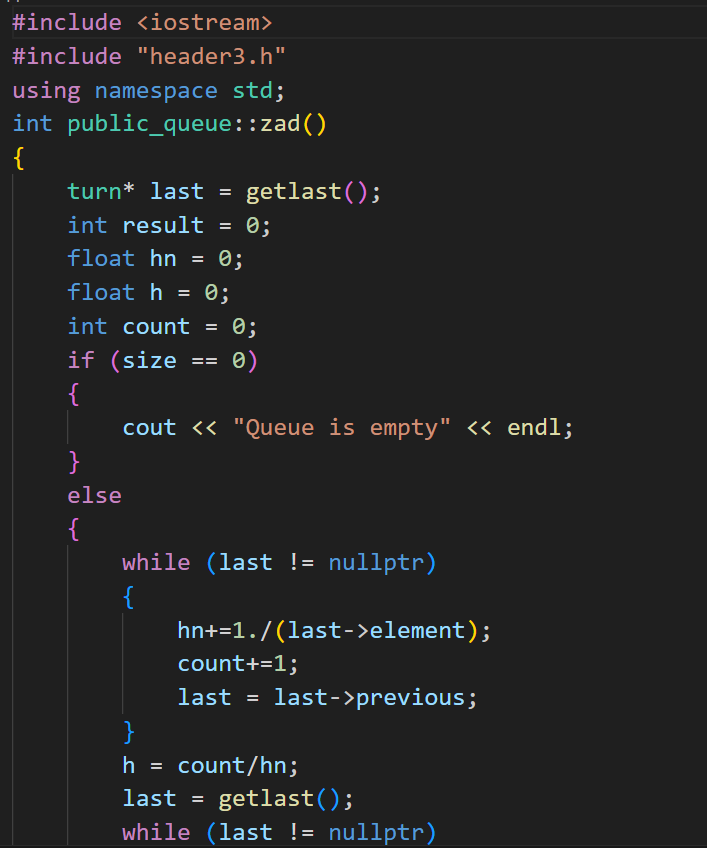 #include <iostream>
#include "header3.h"
using namespace std;
int public_queue::zad()
{
    turn* last = getlast();
    int result = 0;
    float hn = 0;
    float h = 0;
    int count = 0;
    if (size == 0)
    {
        cout << "Queue is empty" << endl;
    }
    else
    {
        while (last != nullptr)
        {
            hn+=1./(last->element);
            count+=1;
            last = last->previous;
        }
        h = count/hn;
        last = getlast();
        while (last != nullptr)